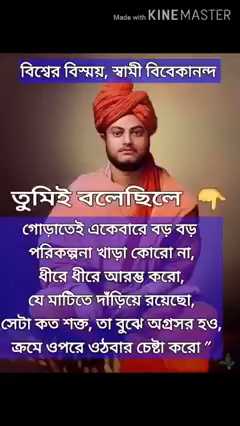 Made with KINEMASTER
বিশ্বের বিস্ময়, স্বামী বিবেকানন্দ
তুমিই বলেছিলে 👇
গোড়াতেই একেবারে বড় বড়
পরিকল্পনা খাড়া কোরো না,
ধীরে ধীরে আরম্ভ করো,
যে মাটিতে দাঁড়িয়ে রয়েছো,
সেটা কত শক্ত, তা বুঝে অগ্রসর হও,
ক্রমে ওপরে ওঠবার চেষ্টা করো ”